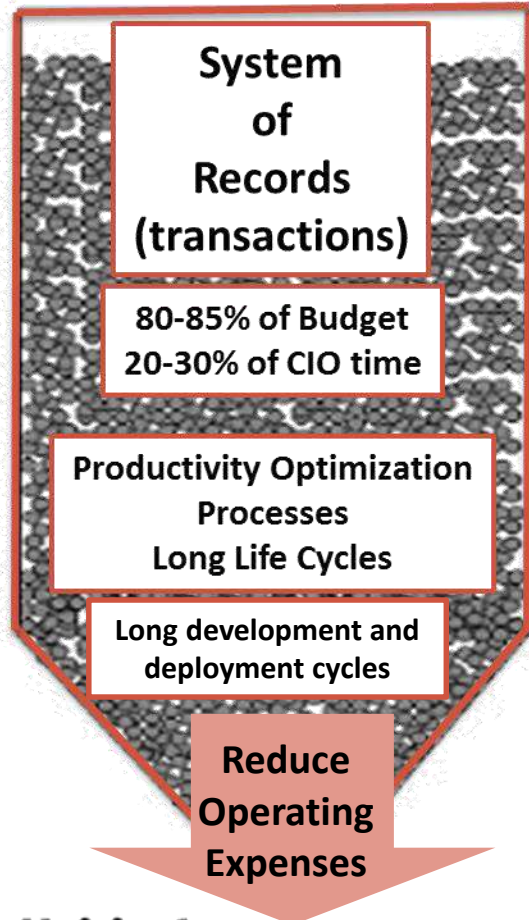 System
of
Records
(transactions)
80-85% of Budget
20-30% of CIO time
Productivity Optimization
Processes
Long Life Cycles
Long development and
deployment cycles
Reduce
Operating
Expenses